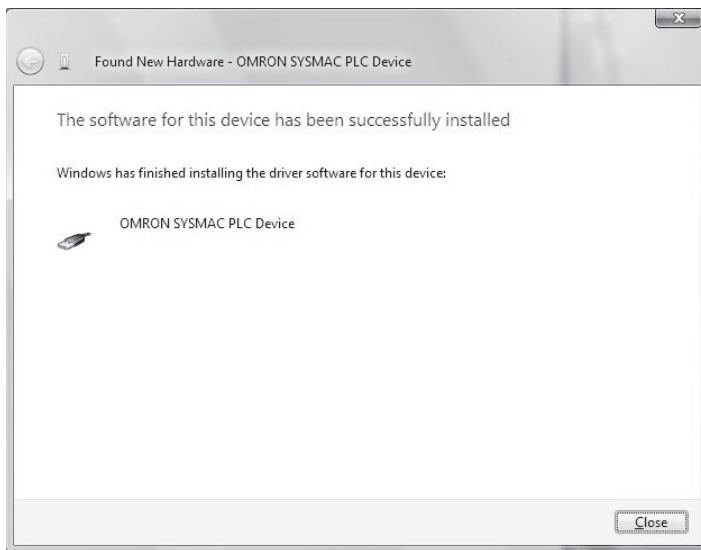 Found New Hardware - OMRON SYSMAC PLC Device
The software for this device has been successfully installed
Windows has finished installing the driver software for this device:
OMRON SYSMAC PLC Device
Close